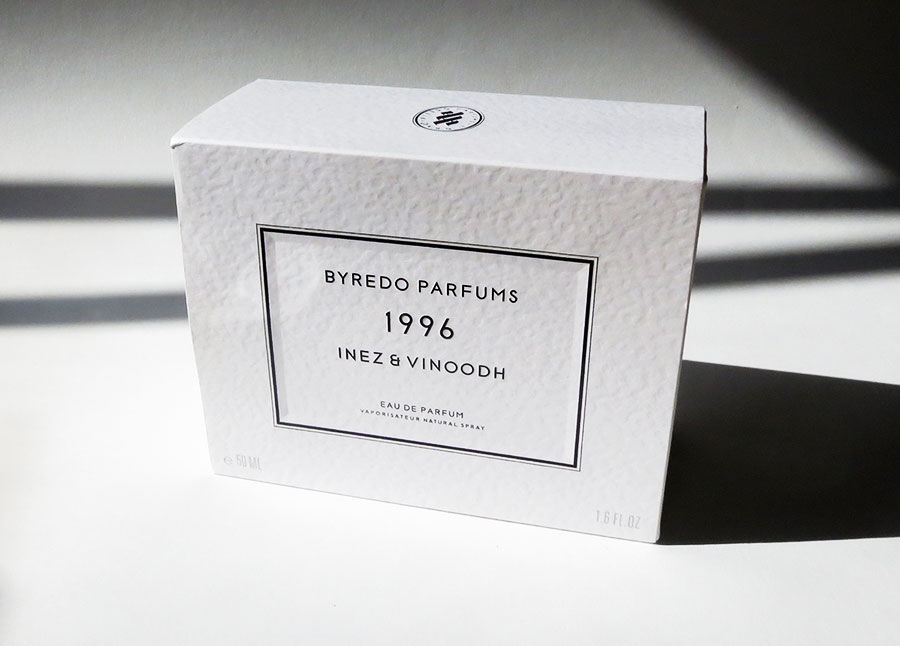 BYREDO PARFUMS
1996
INEZ & VINOODH
EAU DE PARFUM
VAPORISATEUR NATURAL SPRAY
℮ 50 ML
1.6 FL.OZ